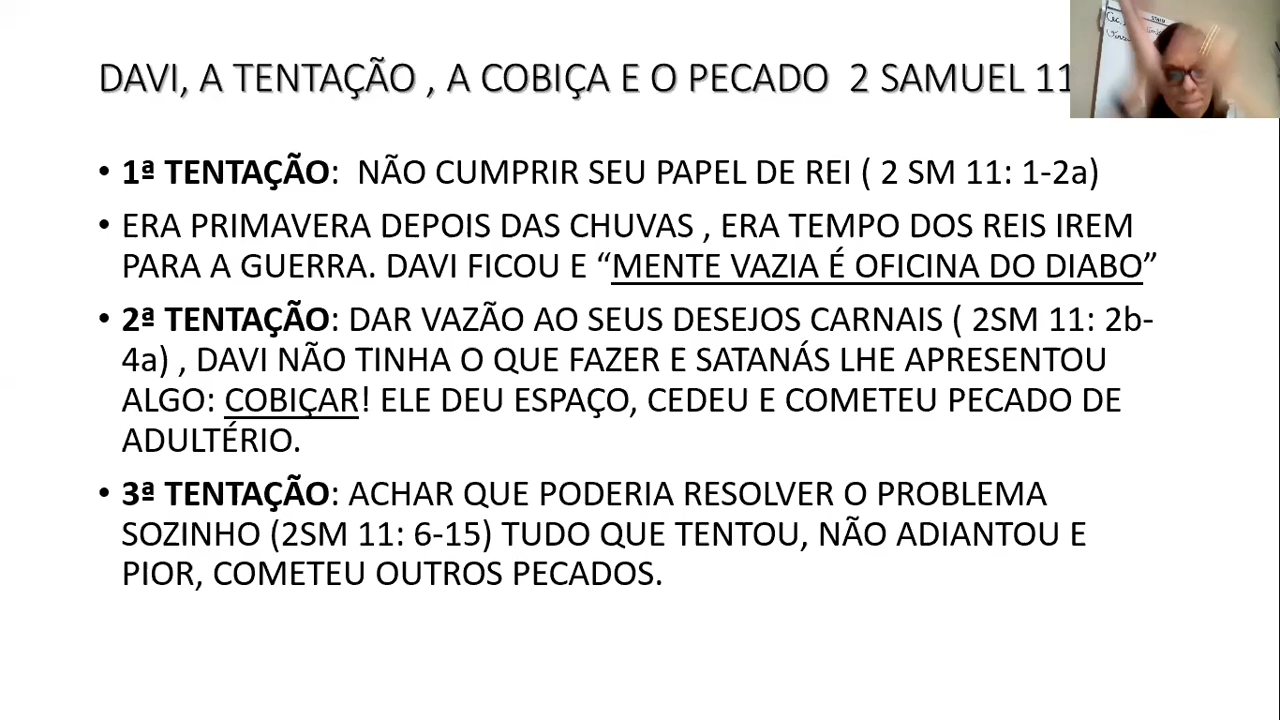 DAVI, A TENTAÇÃO , A COBIÇA E O PECADO 2 SAMUEL 11
• 1ª TENTAÇÃO: NÃO CUMPRIR SEU PAPEL DE REI ( 2 SM 11: 1-2a)
• ERA PRIMAVERA DEPOIS DAS CHUVAS , ERA TEMPO DOS REIS IREM
PARA A GUERRA. DAVI FICOU E “MENTE VAZIA É OFICINA DO DIABO”
• 2ª TENTAÇÃO: DAR VAZÃO AO SEUS DESEJOS CARNAIS ( 2SM 11: 2b-
4a) , DAVI NÃO TINHA O QUE FAZER E SATANÁS LHE APRESENTOU
ALGO: COBIÇAR! ELE DEU ESPAÇO, CEDEU E COMETEU PECADO DE
ADULTÉRIO.
• 3ª TENTAÇÃO: ACHAR QUE PODERIA RESOLVER O PROBLEMA
SOZINHO (2SM 11: 6-15) TUDO QUE TENTOU, NÃO ADIANTOU E
PIOR, COMETEU OUTROS PECADOS.